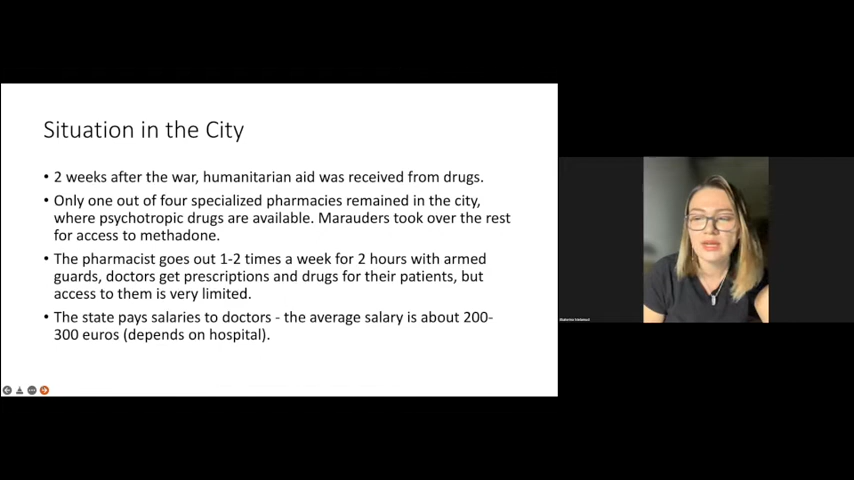 Situation in the City
• 2 weeks after the war, humanitarian aid was received from drugs.
• Only one out of four specialized pharmacies remained in the city,
where psychotropic drugs are available. Marauders took over the rest
for access to methadone.
• The pharmacist goes out 1-2 times a week for 2 hours with armed
guards, doctors get prescriptions and drugs for their patients, but
access to them is very limited.
• The state pays salaries to doctors - the average salary is about 200-
300 euros (depends on hospital).